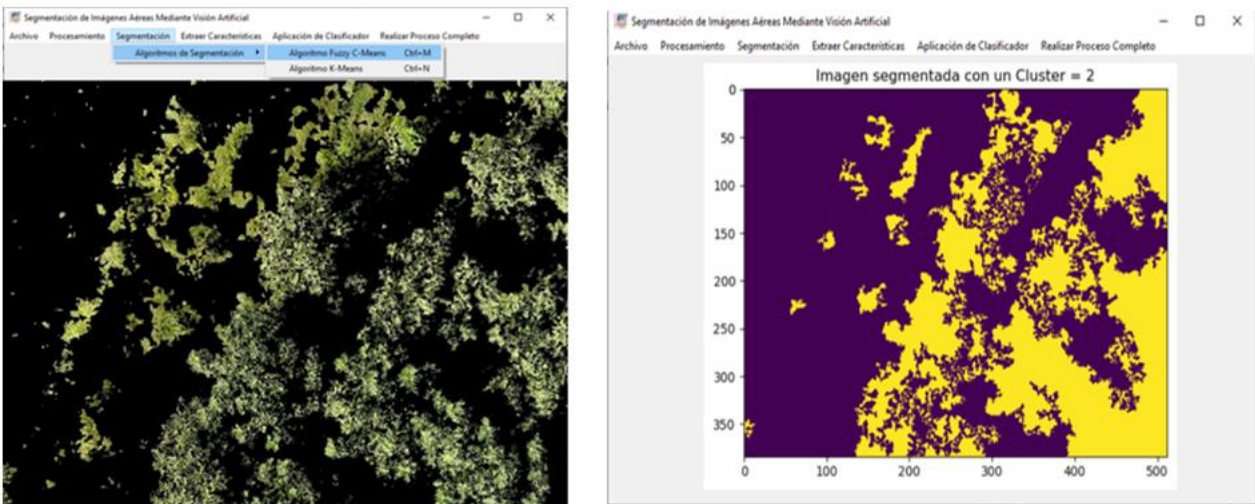 Segmentación de Imágenes Aéreas Mediante Visión Artificial
Archivo Procesamiento Segmentación Extraer Características Aplicación de Clasificador Realizar Proceso Completo
Algoritmos de Segmentación Algoritmo Fuzzy C-Means Ctrl+M
Algoritmo K-Means Ctrl+N
Segmentación de Imágenes Aéreas Mediante Visión Artificial
Archivo Procesamiento Segmentación Extraer Características Aplicación de Clasificador Realizar Proceso Completo
Imagen segmentada con un Cluster = 2
0
50
100
150
200
250
300
350
0 100 200 300 400 500